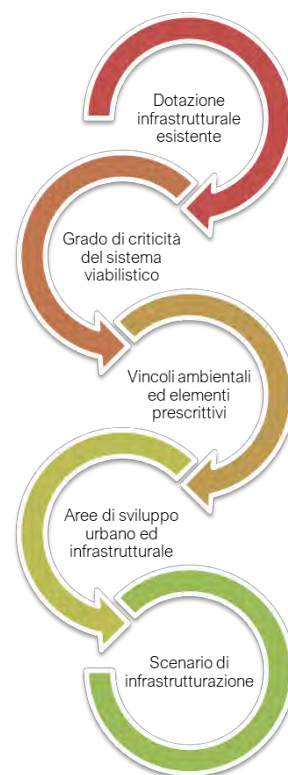 Dotazione
infrastrutturale
esistente
Grado di criticità
del sistema
viabilistico
Vincoli ambientali
ed elementi
prescrittivi
Aree di sviluppo
urbano ed
infrastrutturale
Scenario di
infrastrutturazione